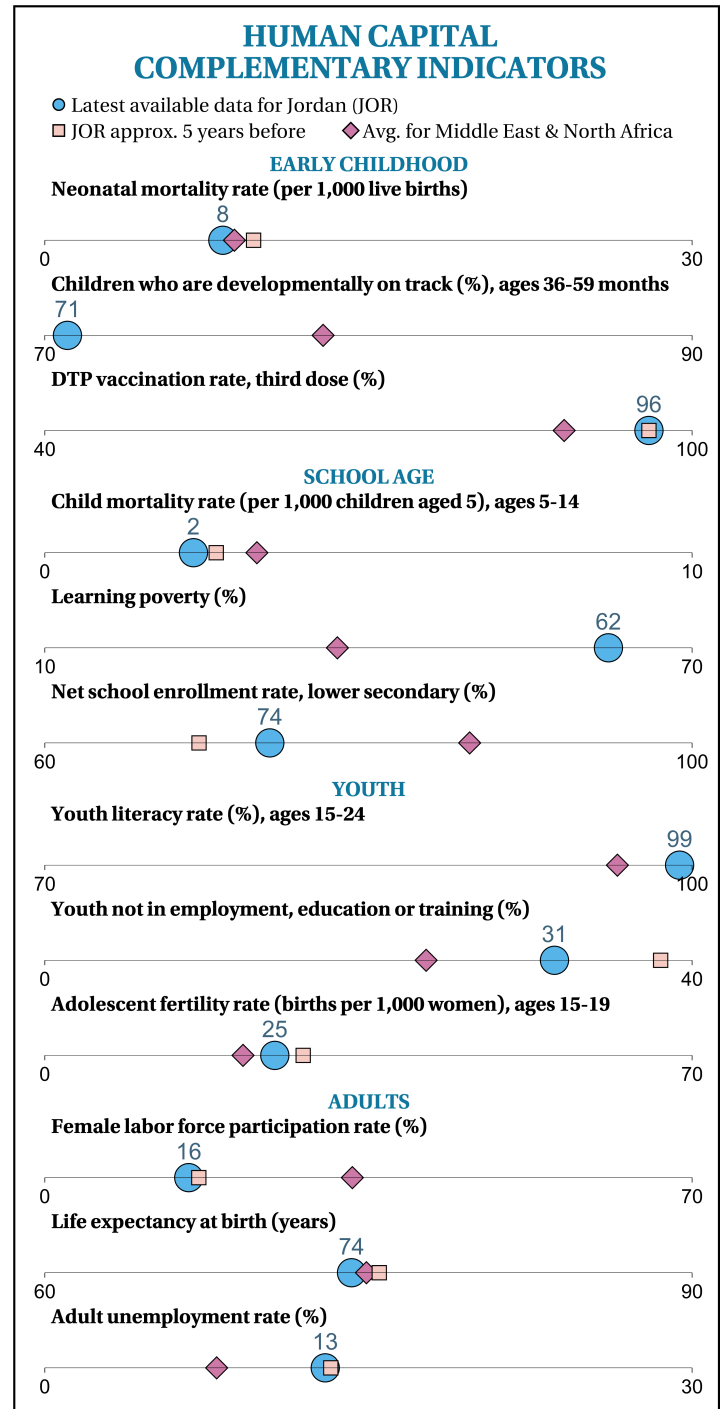 HUMAN CAPITAL
COMPLEMENTARY INDICATORS
Latest available data for Jordan (JOR)
JOR approx. 5 years before Avg. for Middle East & North Africa
EARLY CHILDHOOD
Neonatal mortality rate (per 1,000 live births)
8
0 30
Children who are developmentally on track (%), ages 36-59 months
71
70 90
DTP vaccination rate, third dose (%)
96
40 100
SCHOOL AGE
Child mortality rate (per 1,000 children aged 5), ages 5-14
2
0 10
Learning poverty (%)
62
10 70
Net school enrollment rate, lower secondary (%)
74
60 100
YOUTH
Youth literacy rate (%), ages 15-24
99
70 100
Youth not in employment, education or training (%)
31
0 40
Adolescent fertility rate (births per 1,000 women), ages 15-19
25
0 70
ADULTS
Female labor force participation rate (%)
16
0 70
Life expectancy at birth (years)
74
60 90
Adult unemployment rate (%)
13
0 30